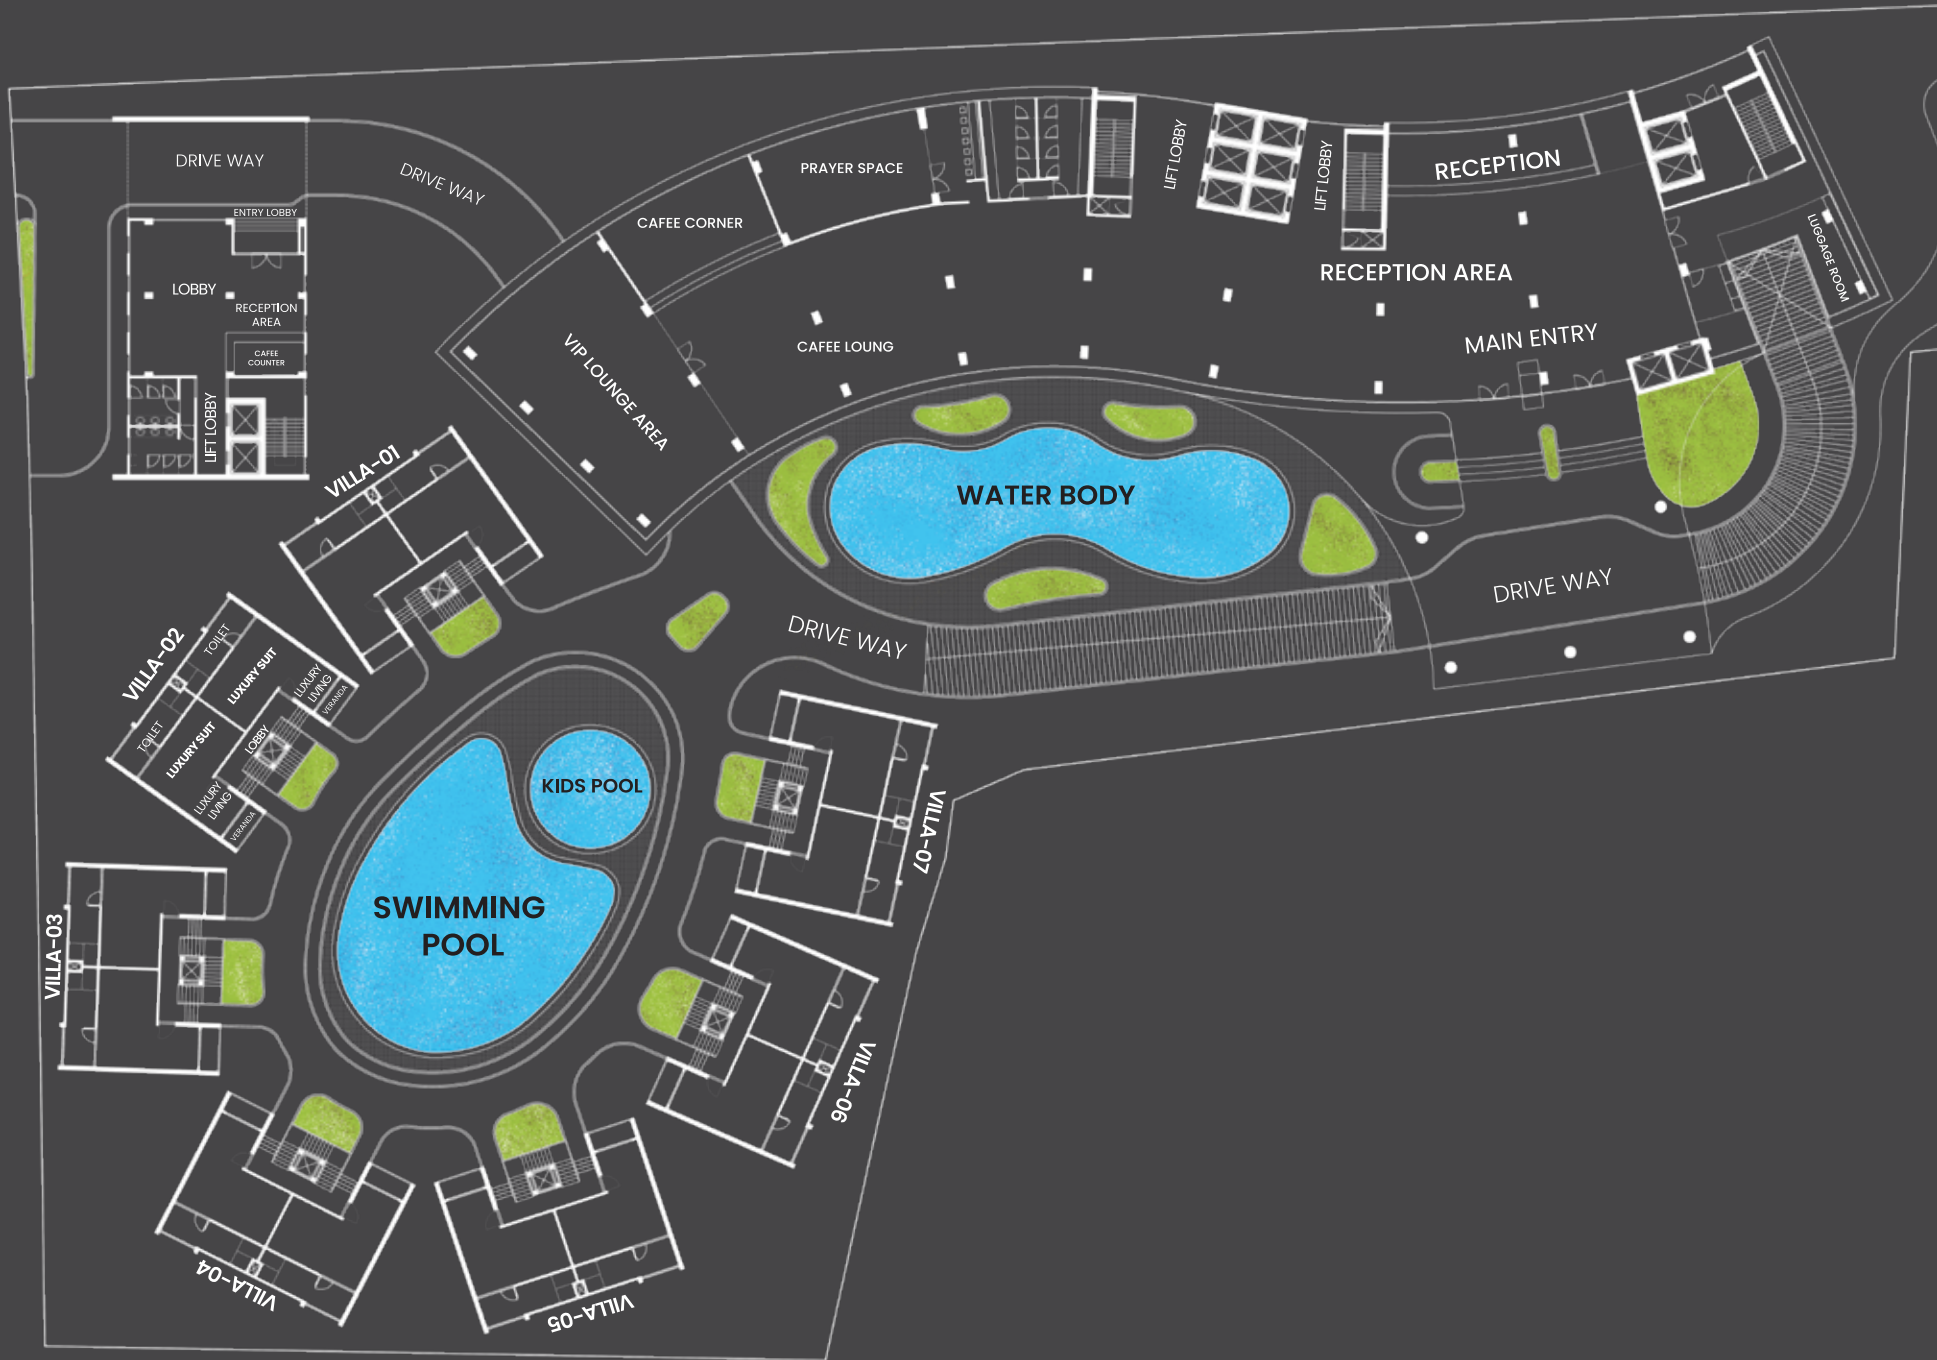 DRIVE WAY
DRIVE WAY
ENTRY LOBBY
LOBBY
RECEPTION
AREA
CAFEE
COUNTER
LIFT LOBBY
PRAYER SPACE
CAFEE CORNER
LIFT LOBBY
LIFT LOBBY
RECEPTION
LUGGAGE ROOM
RECEPTION AREA
MAIN ENTRY
CAFEE LOUNG
VIP LOUNGE AREA
WATER BODY
DRIVE WAY
DRIVE WAY
VILLA-01
VILLA-02
TOILET
LUXURY SUIT
LUXURY
LIVING
VERANDA
TOILET
LUXURY SUIT
LOBBY
LUXURY
LIVING
VERANDA
KIDS POOL
SWIMMING
POOL
VILLA-03
VILLA-04
VILLA-05
VILLA-06
VILLA-07